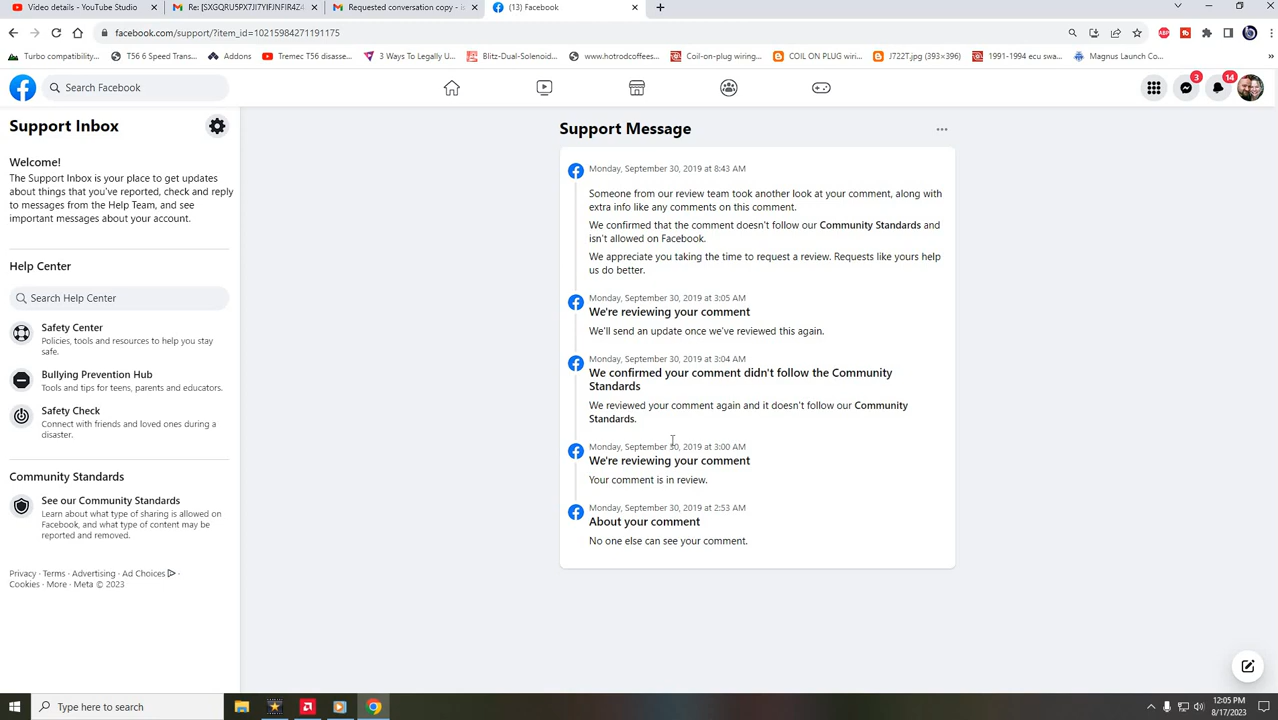 Video details - YouTube Studio
Re: [SXGQRU5PX7JI7YIFJNFIR4Z4
Requested conversation copy - is
(13) Facebook
facebook.com/support/?item_id=10215984271191175
Turbo compatibility...
T56 6 Speed Trans...
Addons
Tremec T56 disasse...
3 Ways To Legally U...
Blitz-Dual-Solenoid...
www.hotrodcoffees...
Coil-on-plug wiring...
COIL ON PLUG wiri...
J722T.jpg (393×396)
1991-1994 ecu swa...
Magnus Launch Co...
Search Facebook
3
14
Support Inbox
Welcome!
The Support Inbox is your place to get updates
about things that you've reported, check and reply
to messages from the Help Team, and see
important messages about your account.
Help Center
Search Help Center
Safety Center
Policies, tools and resources to help you stay
safe.
Bullying Prevention Hub
Tools and tips for teens, parents and educators.
Safety Check
Connect with friends and loved ones during a
disaster.
Community Standards
See our Community Standards
Learn about what type of sharing is allowed on
Facebook, and what type of content may be
reported and removed.
Privacy · Terms · Advertising · Ad Choices ·
Cookies · More · Meta © 2023
Support Message
Monday, September 30, 2019 at 8:43 AM
Someone from our review team took another look at your comment, along with
extra info like any comments on this comment.
We confirmed that the comment doesn't follow our Community Standards and
isn't allowed on Facebook.
We appreciate you taking the time to request a review. Requests like yours help
us do better.
Monday, September 30, 2019 at 3:05 AM
We're reviewing your comment
We'll send an update once we've reviewed this again.
Monday, September 30, 2019 at 3:04 AM
We confirmed your comment didn't follow the Community
Standards
We reviewed your comment again and it doesn't follow our Community
Standards.
Monday, September 30, 2019 at 3:00 AM
We're reviewing your comment
Your comment is in review.
Monday, September 30, 2019 at 2:53 AM
About your comment
No one else can see your comment.
Type here to search
12:05 PM
8/17/2023